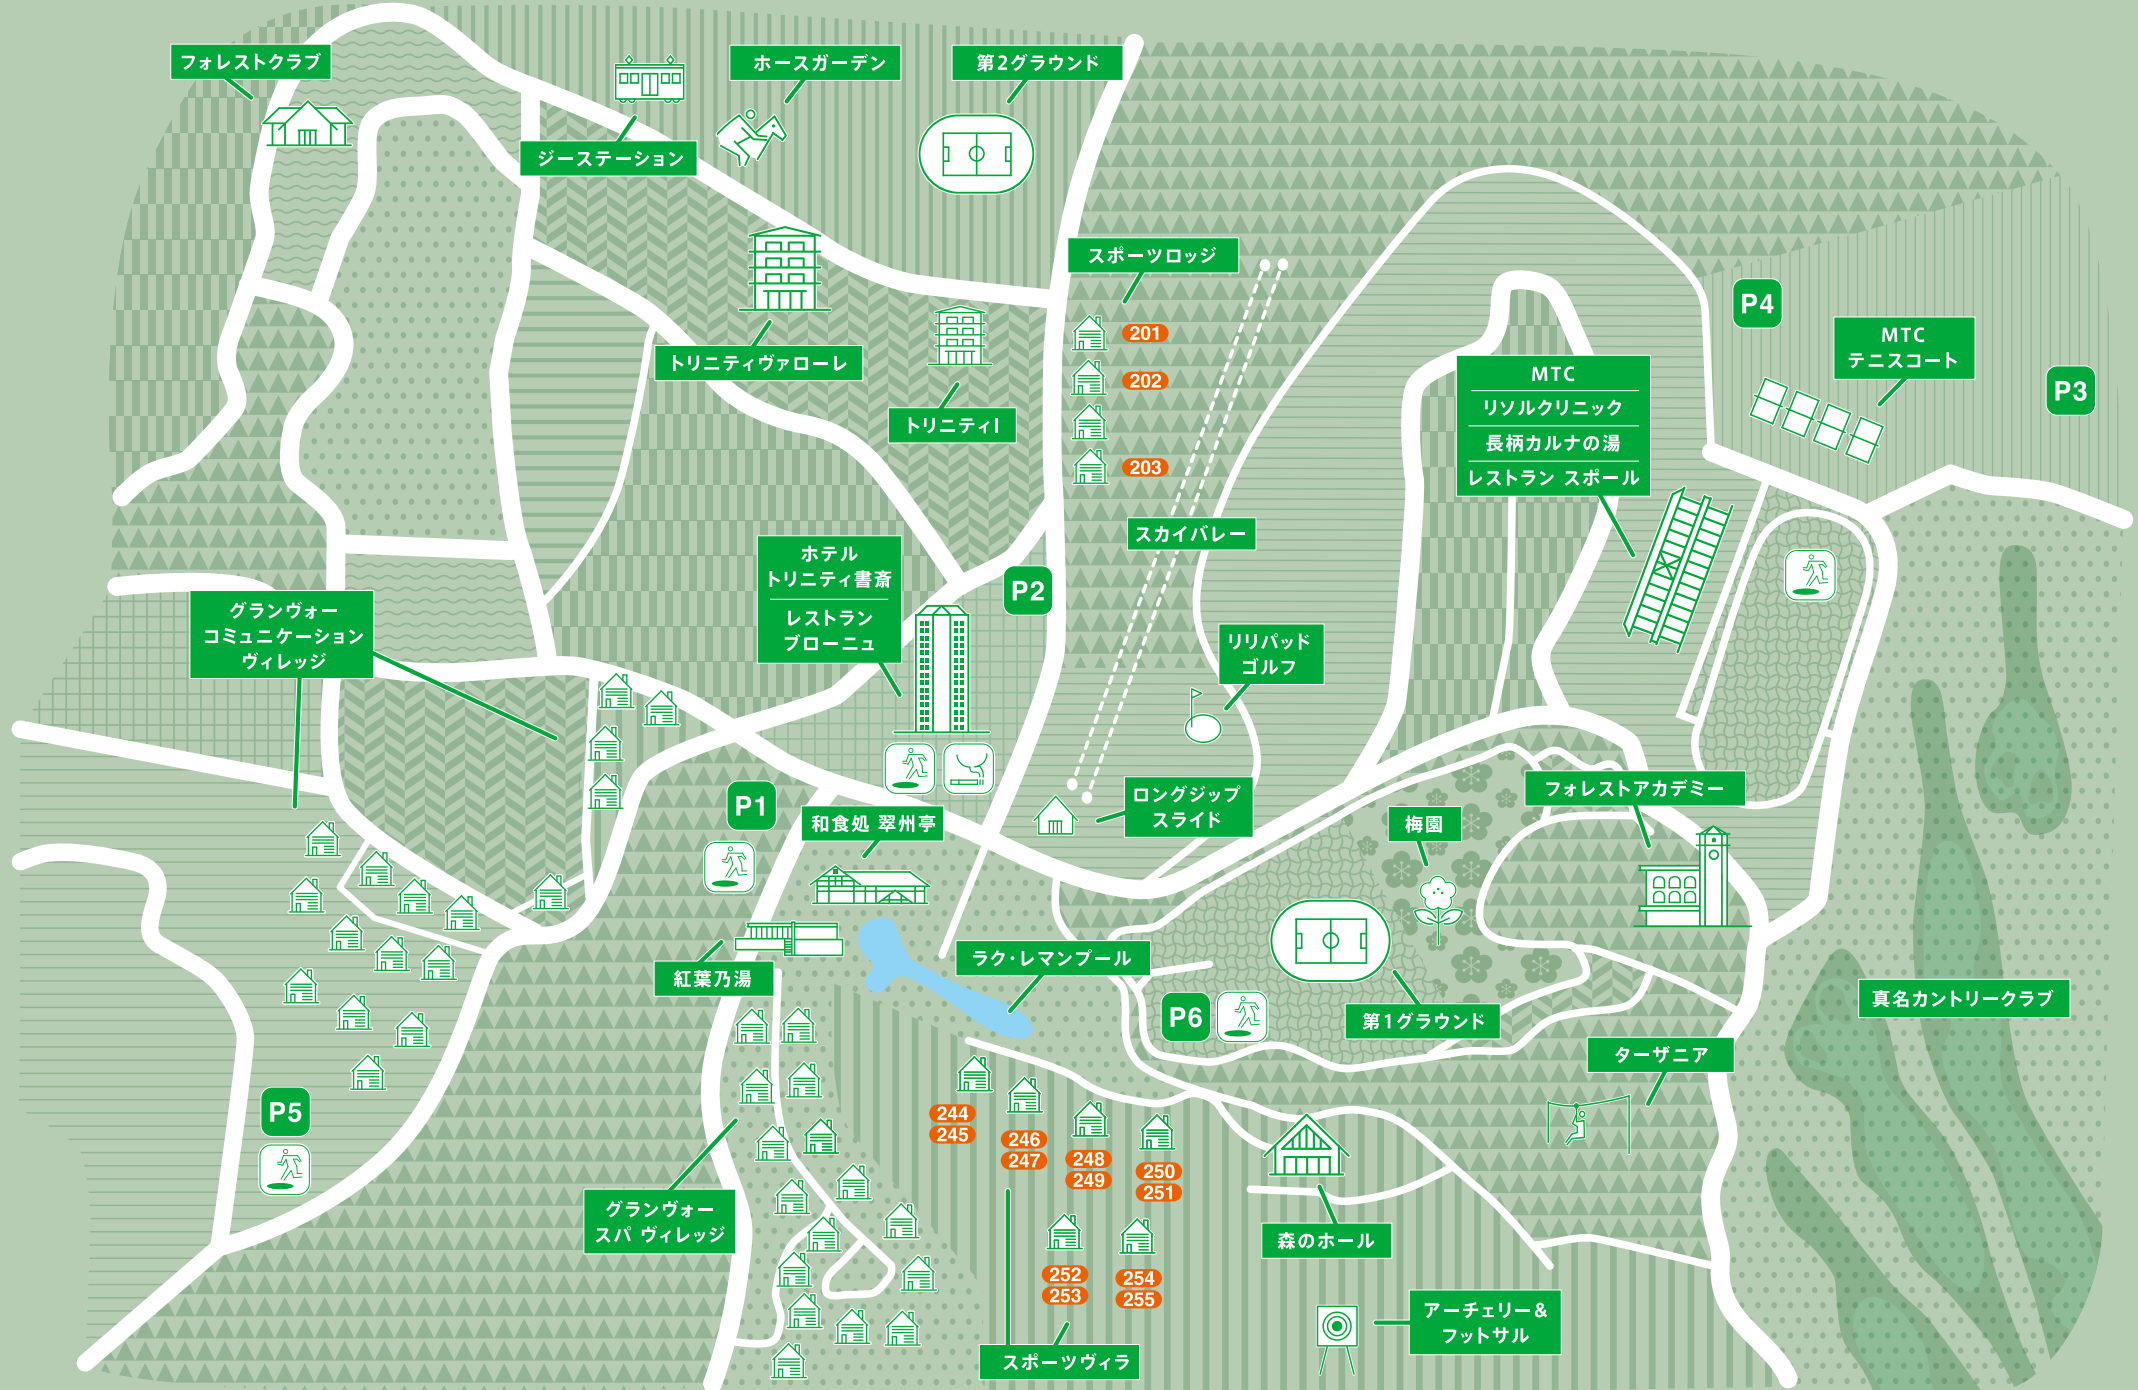 フォレストクラブ
ホースガーデン
第2グラウンド
ジーステーション
スポーツロッジ
P4
201
MTC
テニスコート
トリニティヴァローレ
202
トリニティI
MTC
リソルクリニック
長柄カルナの湯
レストラン スポール
P3
203
スカイバレー
ホテル
トリニティ書斎
レストラン
ブローニュ
P2
グランヴォー
コミュニケーション
ヴィレッジ
リリパッド
ゴルフ
P1
ロングジップ
スライド
フォレストアカデミー
和食処 翠州亭
梅園
ラク・レマンプール
紅葉乃湯
真名カントリークラブ
P6
第1グラウンド
ターザニア
P5
244
245
246
247
248
249
250
251
グランヴォー
スパ ヴィレッジ
森のホール
252
253
254
255
アーチェリー&
フットサル
スポーツヴィラ